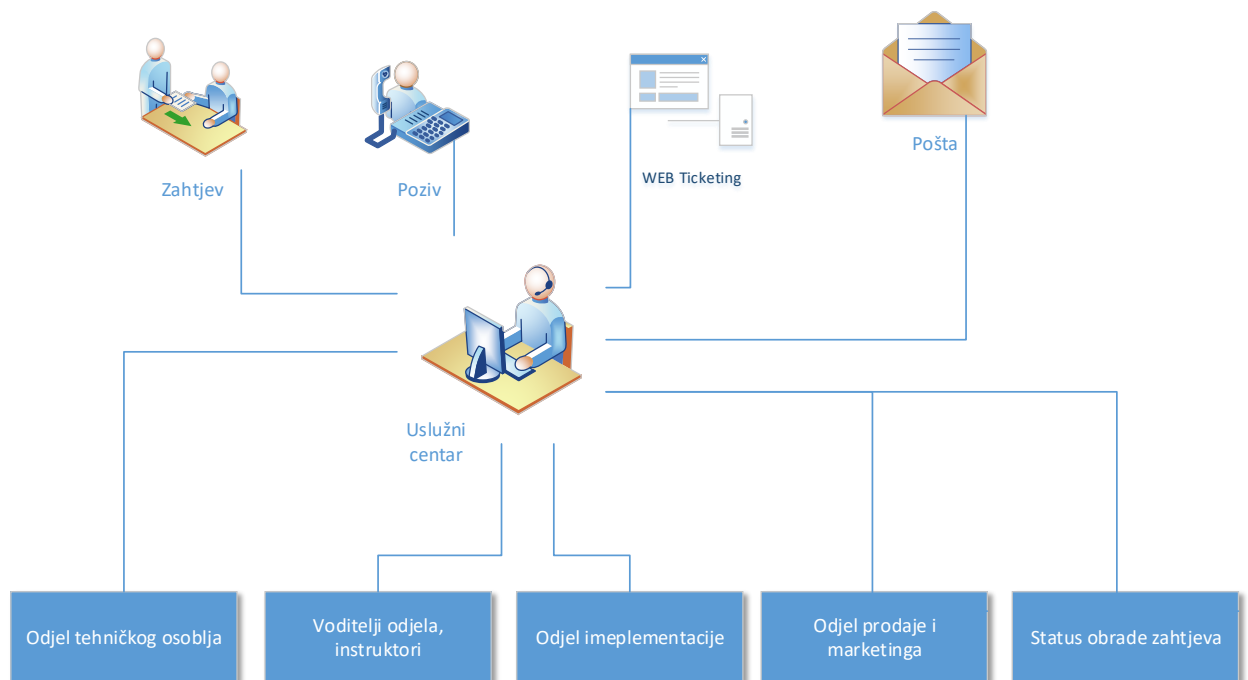 Pošta
Zahtjev
Poziv
WEB Ticketing
Uslužni
centar
Odjel tehničkog osoblja
Voditelji odjela,
instruktori
Odjel imeplementacije
Odjel prodaje i
marketinga
Status obrade zahtjeva